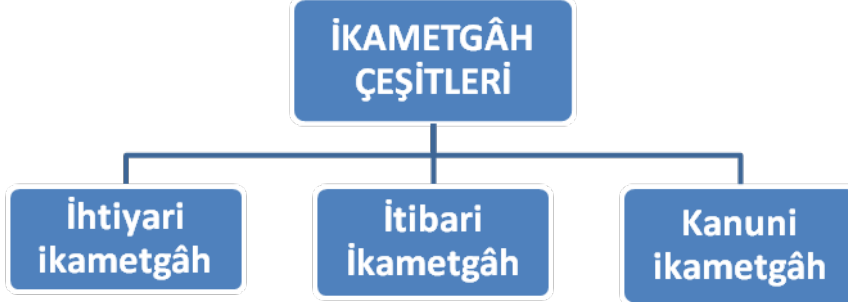 İKAMETGÂH
ÇEŞİTLERİ
İhtiyari
ikametgâh
İtibari
İkametgâh
Kanuni
ikametgâh